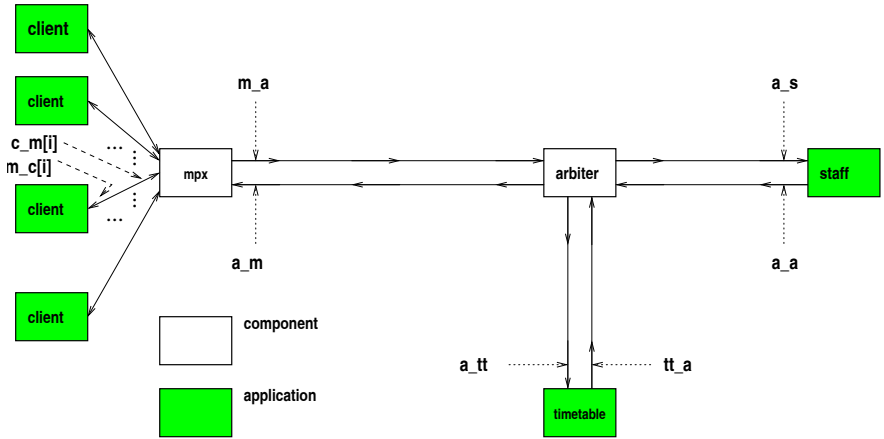 client
m_a
a_s
client
c_m[i]
...
m_c[i]
mpx
arbiter
staff
client
...
a_m
a_a
client
component
a_tt
tt_a
application
timetable